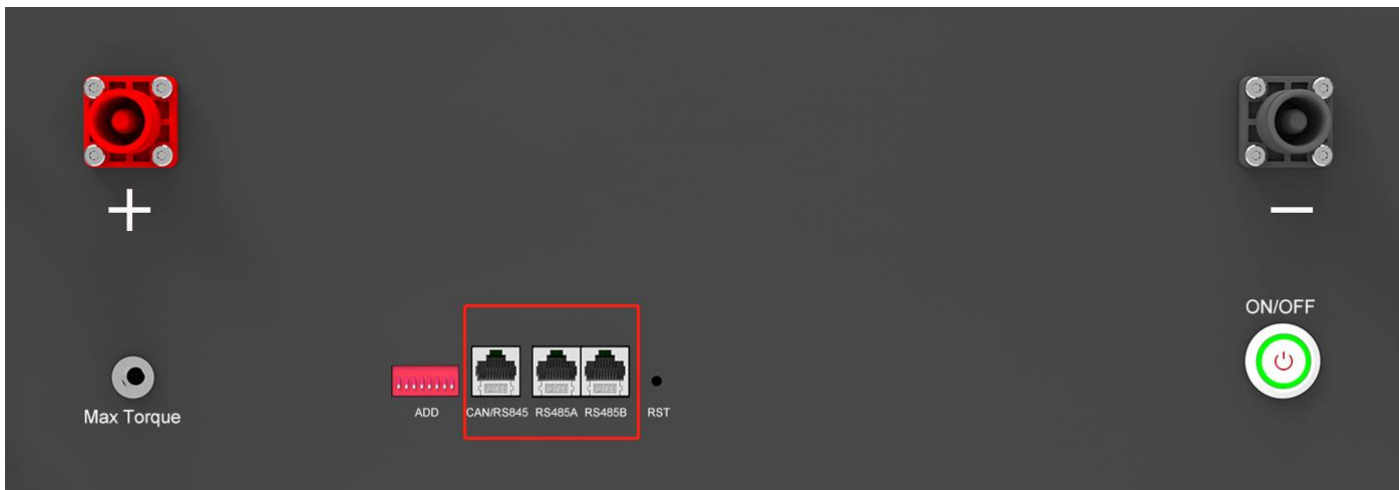 +
−
ON/OFF
Max Torque
ADD
CAN/RS845
RS485A
RS485B
RST